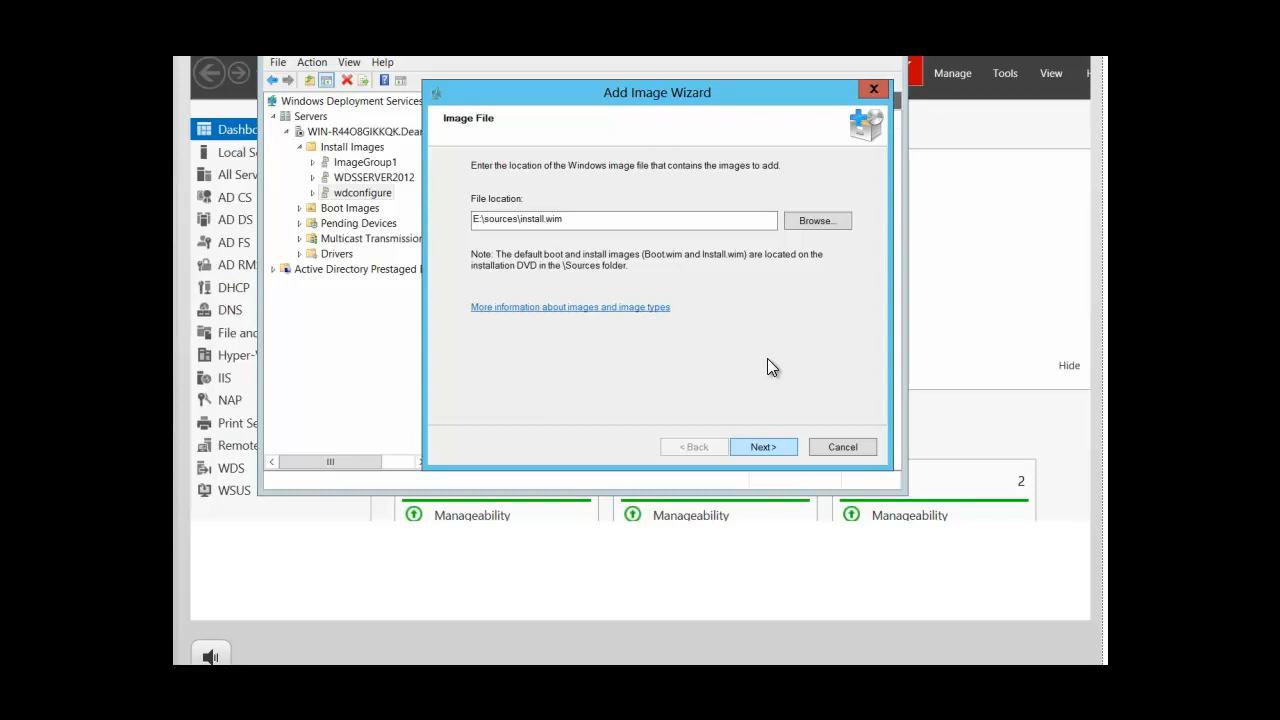 File Action View Help
Manage Tools View
Add Image Wizard
X
Image File
Enter the location of the Windows image file that contains the images to add.
File location:
E:\sources\install.wim
Browse...
Note: The default boot and install images (Boot.wim and Install.wim) are located on the
installation DVD in the \Sources folder.
More information about images and image types
< Back
Next>
Cancel
Windows Deployment Services
Servers
WIN-R44O8GIKKQK.Dear
Install Images
ImageGroup1
WDSSERVER2012
wdconfigure
Boot Images
Pending Devices
Multicast Transmission
Drivers
Active Directory Prestaged
Dashbo
Local S
All Serv
AD CS
AD DS
AD FS
AD RM
DHCP
DNS
File and
Hyper-V
IIS
NAP
Print Se
Remote
WDS
WSUS
Hide
2
Manageability
Manageability
Manageability